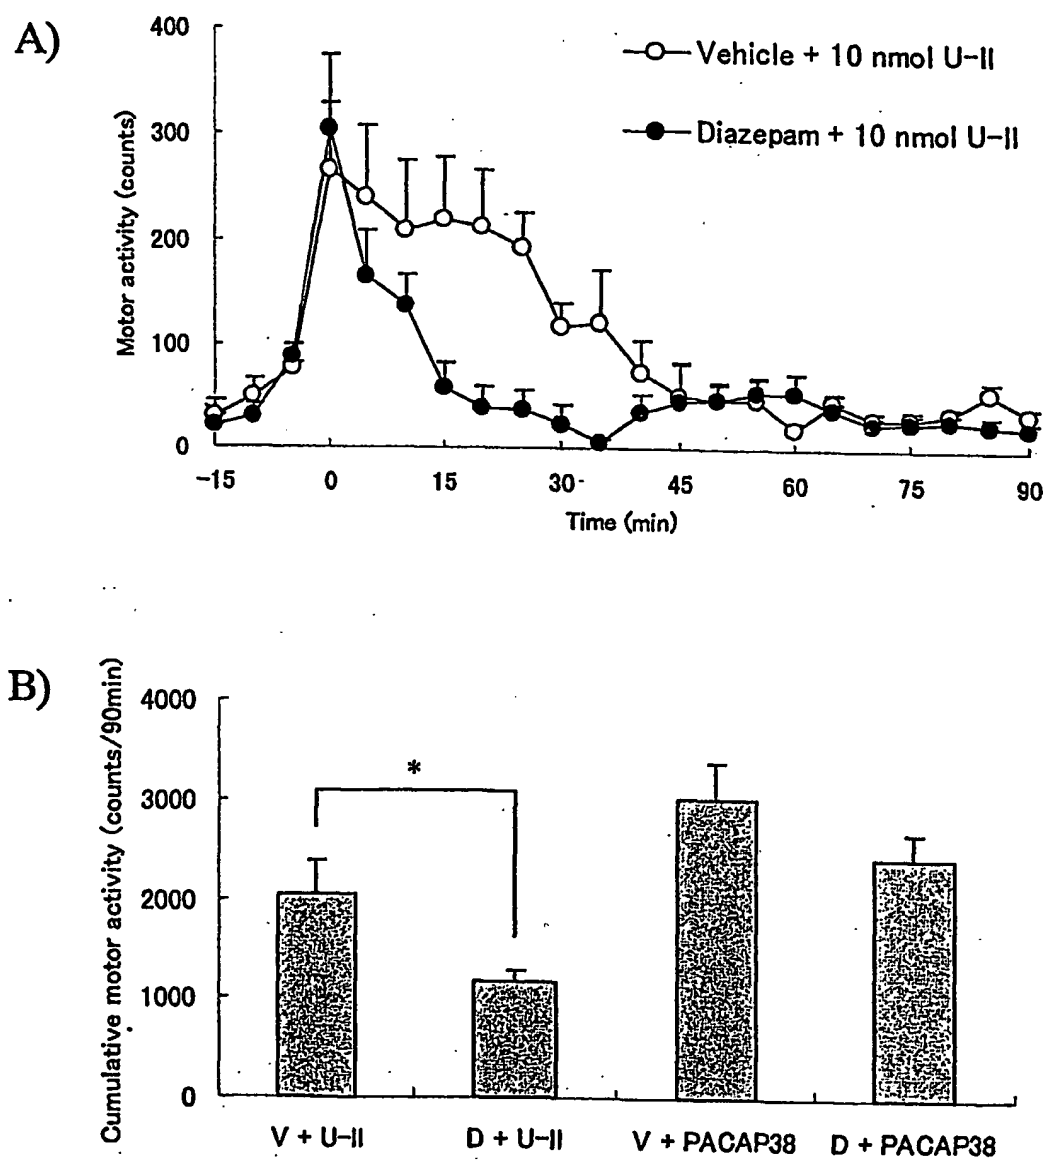 A)
400
300
200
100
0
Motor activity (counts)
Vehicle + 10 nmol U-II
Diazepam + 10 nmol U-II
-15 0 15 30 45 60 75 90
Time (min)
B)
Cumulative motor activity (counts/90min)
4000
3000
2000
1000
0
*
V + U-II D + U-II V + PACAP38 D + PACAP38